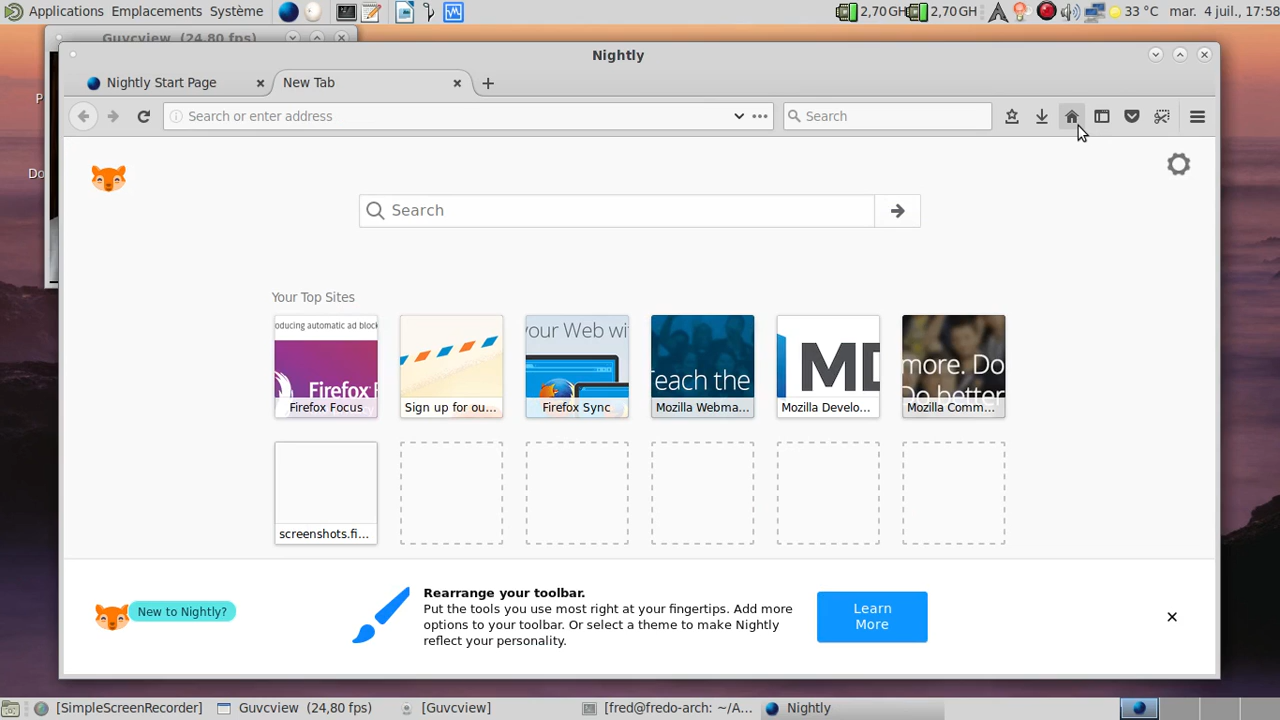 Applications Emplacements Système 2,70 GH 2,70 GH 33 °C mar. 4 juil., 17:58
Guvcview (24,80 fps)
Nightly
Nightly Start Page New Tab
Search or enter address Search
Search
Your Top Sites
oducing automatic ad block
Firefox F
Firefox Focus
Sign up for ou...
your Web wi
Firefox Sync
Teach the
Mozilla Webma...
MD
Mozilla Develo...
more. Do
Do better
Mozilla Comm...
screenshots.fi...
New to Nightly?
Rearrange your toolbar.
Put the tools you use most right at your fingertips. Add more
options to your toolbar. Or select a theme to make Nightly
reflect your personality.
Learn
More
[SimpleScreenRecorder] Guvcview (24,80 fps) [Guvcview] [fred@fredo-arch: ~/A... Nightly